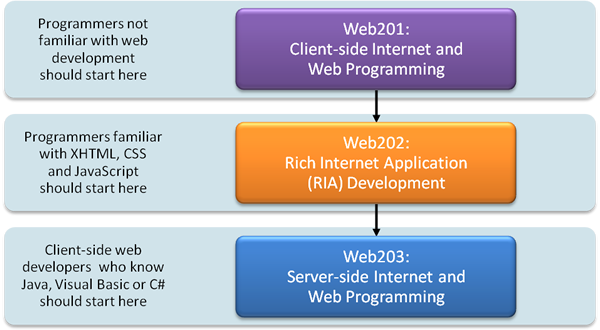 Programmers not
familiar with web
development
should start here
Web201:
Client-side Internet and
Web Programming
Programmers familiar
with XHTML, CSS
and JavaScript
should start here
Web202:
Rich Internet Application
(RIA) Development
Client-side web
developers who know
Java, Visual Basic or C#
should start here
Web203:
Server-side Internet and
Web Programming